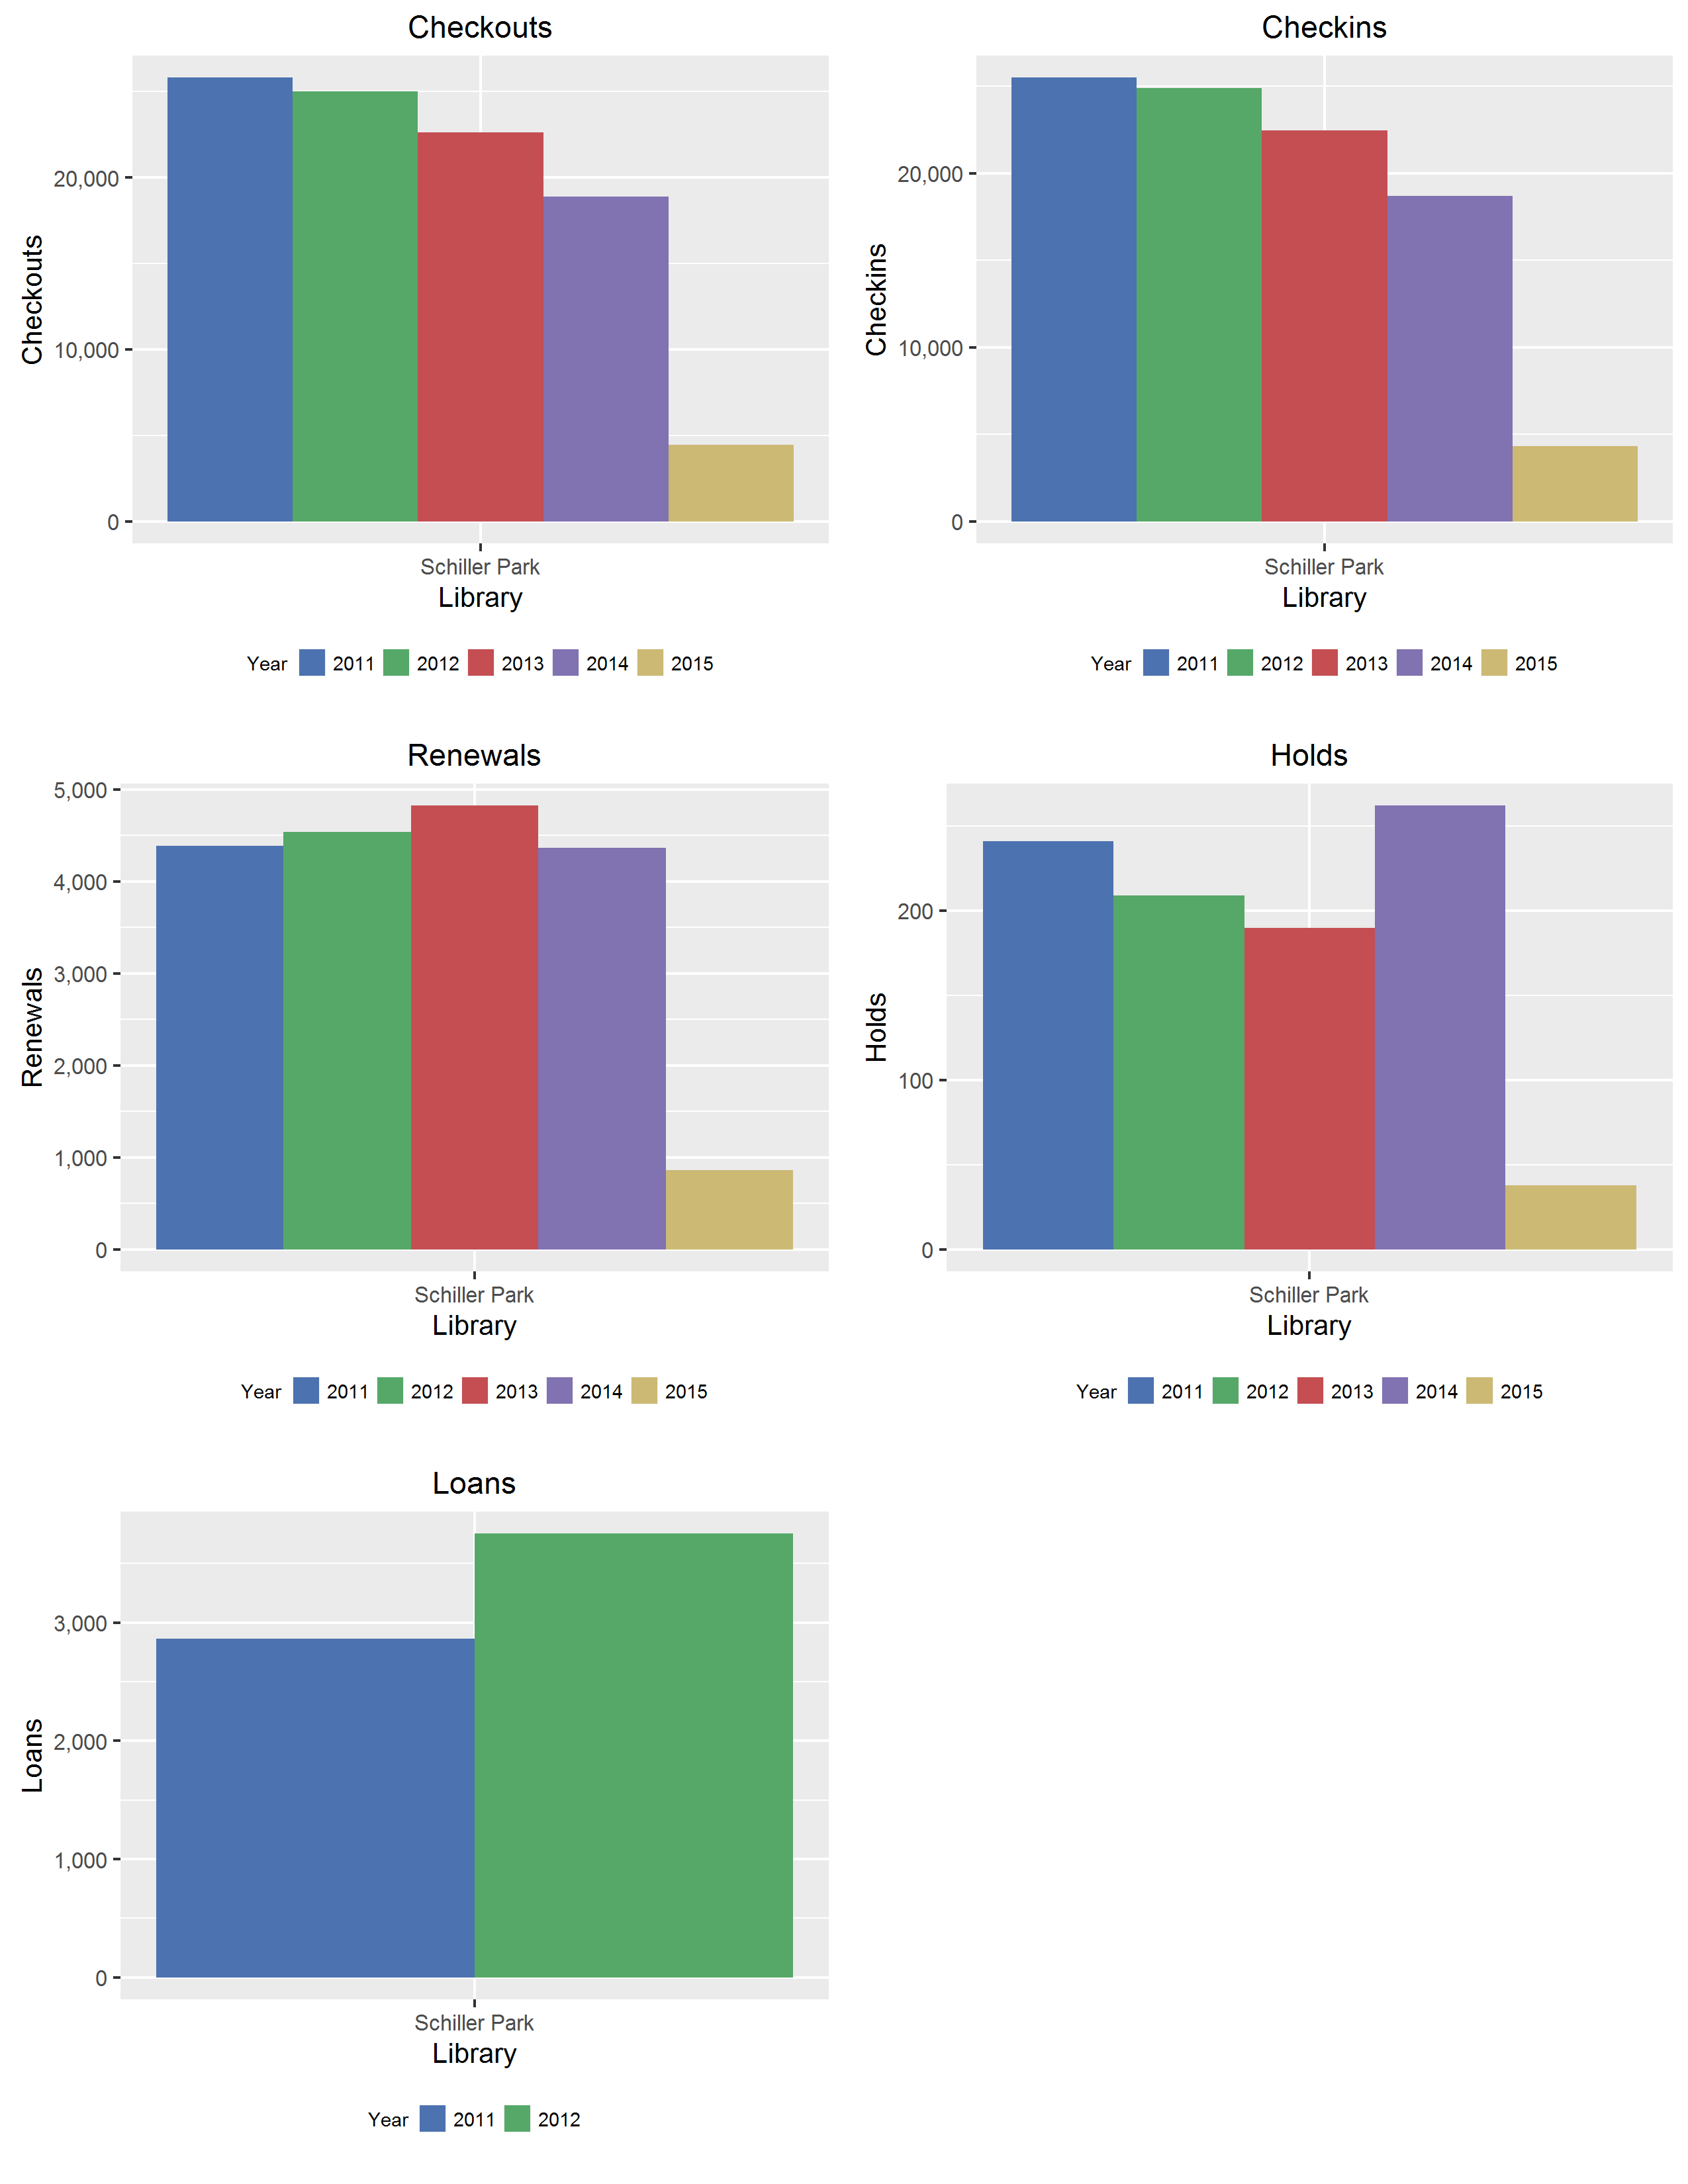 Checkouts
Checkouts
20,000
10,000
0
Schiller Park
Library
Year 2011 2012 2013 2014 2015
Checkins
Checkins
20,000
10,000
0
Schiller Park
Library
Year 2011 2012 2013 2014 2015
Renewals
Renewals
5,000
4,000
3,000
2,000
1,000
0
Schiller Park
Library
Year 2011 2012 2013 2014 2015
Holds
Holds
200
100
0
Schiller Park
Library
Year 2011 2012 2013 2014 2015
Loans
Loans
3,000
2,000
1,000
0
Schiller Park
Library
Year 2011 2012